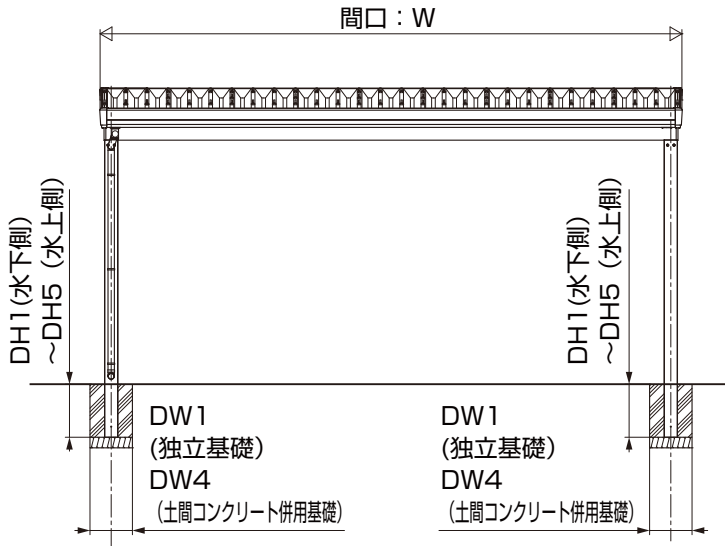 間口：W
DH1(水下側)
～DH5（水上側）
DH1(水下側)
～DH5（水上側）
DW1
(独立基礎)
DW4
（土間コンクリート併用基礎）
DW1
(独立基礎)
DW4
（土間コンクリート併用基礎）